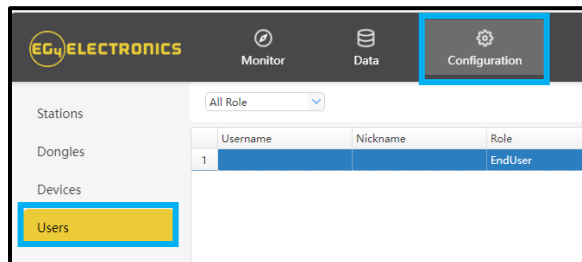 EG4 ELECTRONICS
Monitor
Data
Configuration
Stations
Dongles
Devices
Users
All Role
Username Nickname Role
1 EndUser